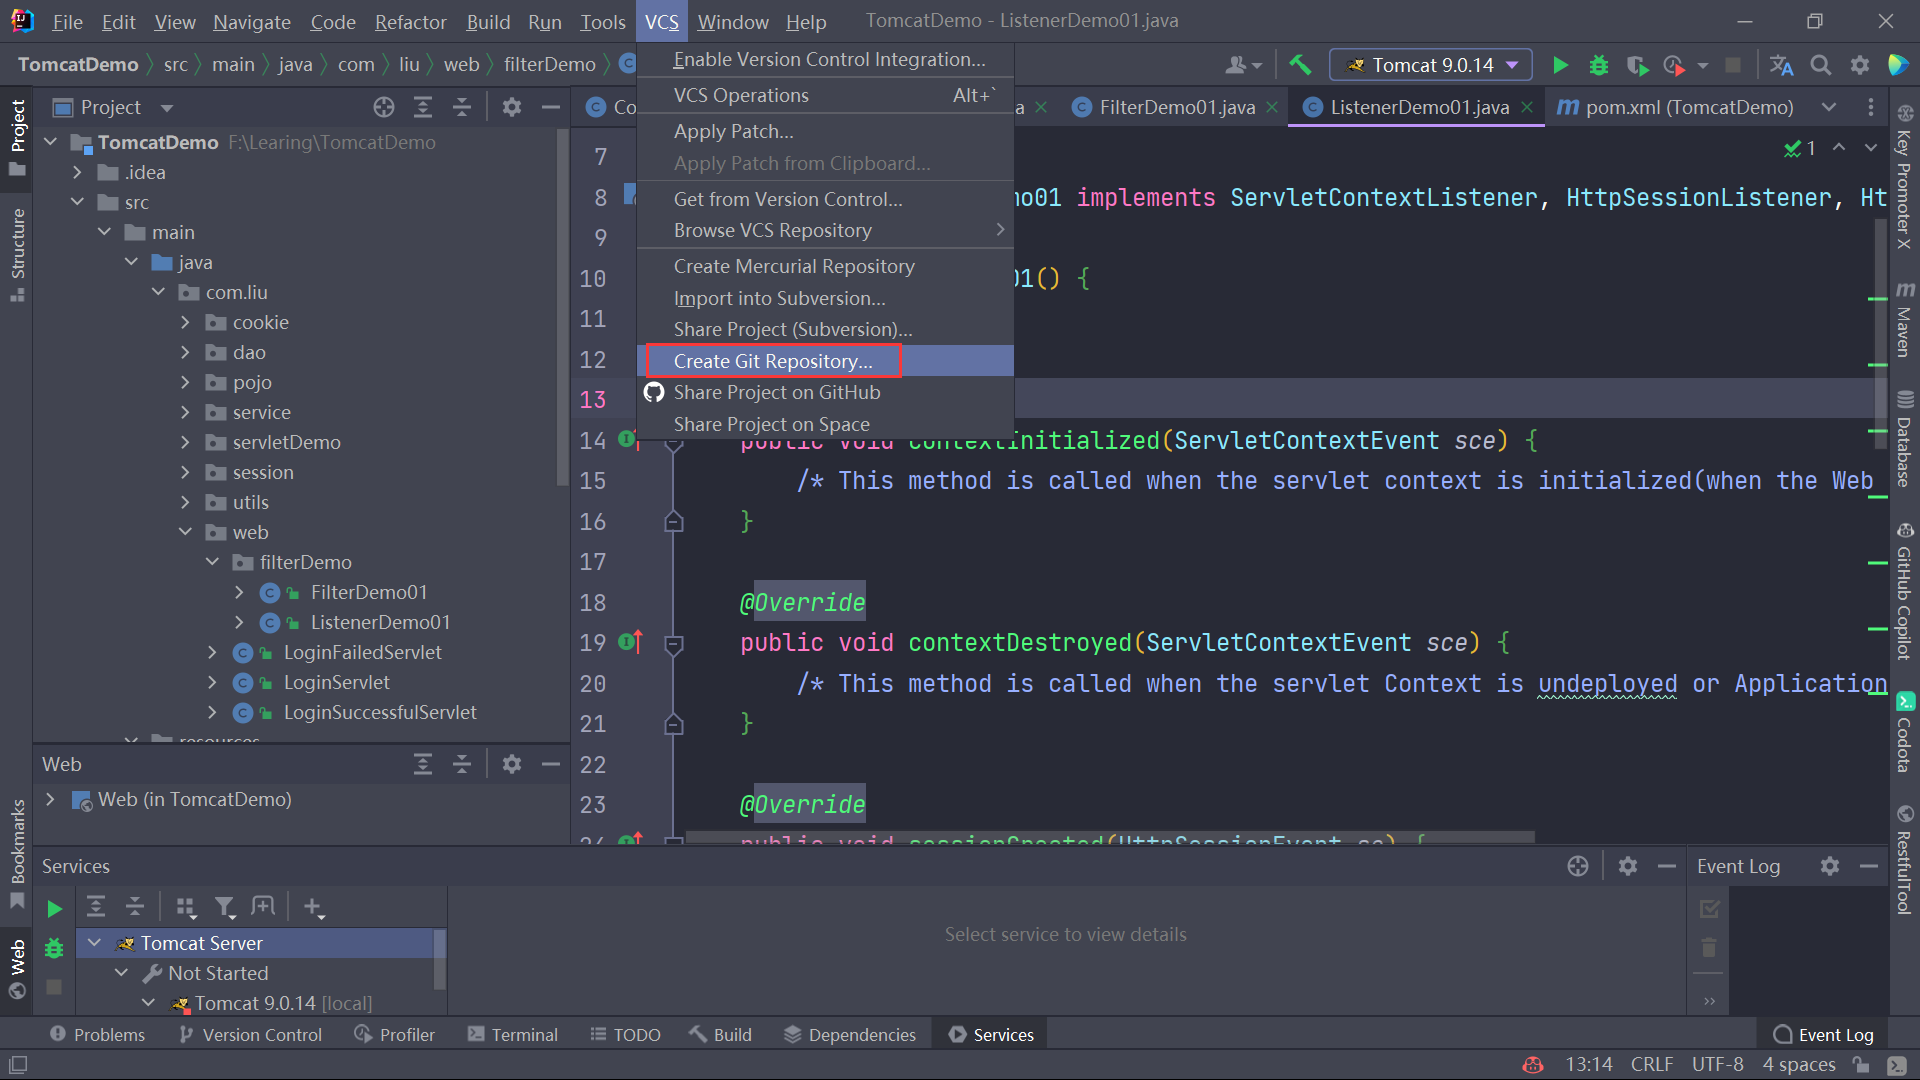 File Edit View Navigate Code Refactor Build Run Tools VCS Window Help TomcatDemo - ListenerDemo01.java
TomcatDemo src main java com liu web filterDemo
Tomcat 9.0.14
Enable Version Control Integration...
VCS Operations Alt+`
Apply Patch...
Apply Patch from Clipboard...
Get from Version Control...
Browse VCS Repository
Create Mercurial Repository
Import into Subversion...
Share Project (Subversion)...
Create Git Repository...
Share Project on GitHub
Share Project on Space
Project
Structure
Bookmarks
Web
Project
TomcatDemo F:\Learing\TomcatDemo
.idea
src
main
java
com.liu
cookie
dao
pojo
service
servletDemo
session
utils
web
filterDemo
FilterDemo01
ListenerDemo01
LoginFailedServlet
LoginServlet
LoginSuccessfulServlet
resources
Web
Web (in TomcatDemo)
Co a FilterDemo01.java ListenerDemo01.java pom.xml (TomcatDemo)
1
7
8 mo01 implements ServletContextListener, HttpSessionListener, Ht
9
10 01() {
11
12
13
14 public void contextInitialized(ServletContextEvent sce) {
15 /* This method is called when the servlet context is initialized(when the Web
16 }
17
18 @Override
19 public void contextDestroyed(ServletContextEvent sce) {
20 /* This method is called when the servlet Context is undeployed or Application
21 }
22
23 @Override
24 public void sessionCreated(HttpSessionEvent se) {
Key Promoter X
Maven
Database
GitHub Copilot
Codota
RestfulTool
Services
Tomcat Server
Not Started
Tomcat 9.0.14 [local]
Select service to view details
Event Log
Problems Version Control Profiler Terminal TODO Build Dependencies Services Event Log
13:14 CRLF UTF-8 4 spaces